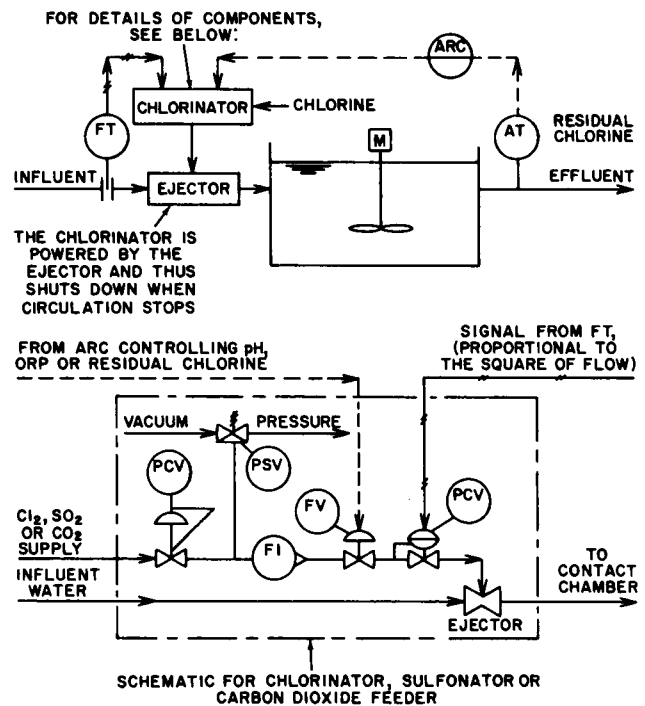 FOR DETAILS OF COMPONENTS,
SEE BELOW:
ARC
CHLORINATOR
CHLORINE
FT
AT
RESIDUAL
CHLORINE
M
INFLUENT
EJECTOR
EFFLUENT
THE CHLORINATOR IS
POWERED BY THE
EJECTOR AND THUS
SHUTS DOWN WHEN
CIRCULATION STOPS
SIGNAL FROM FT,
(PROPORTIONAL TO
THE SQUARE OF FLOW)
FROM ARC CONTROLLING pH,
ORP OR RESIDUAL CHLORINE
VACUUM
PRESSURE
PCV
PSV
FV
PCV
Cl2, SO2
OR CO2
SUPPLY
FI
INFLUENT
WATER
TO
CONTACT
CHAMBER
EJECTOR
SCHEMATIC FOR CHLORINATOR, SULFONATOR OR
CARBON DIOXIDE FEEDER